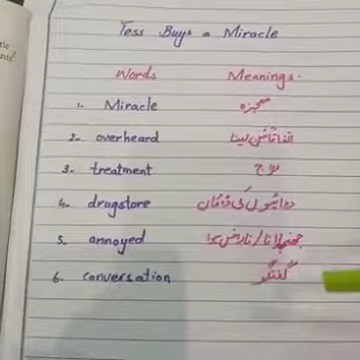 Tess Buys a Miracle
Words Meanings.
1. Miracle معجزہ
2. overheard اتفاقاً سن لینا
3. treatment علاج
4. drugstore دوائیوں کی دکان
5. annoyed جھنجھلانا / ناراض ہونا
6. conversation گفتگو